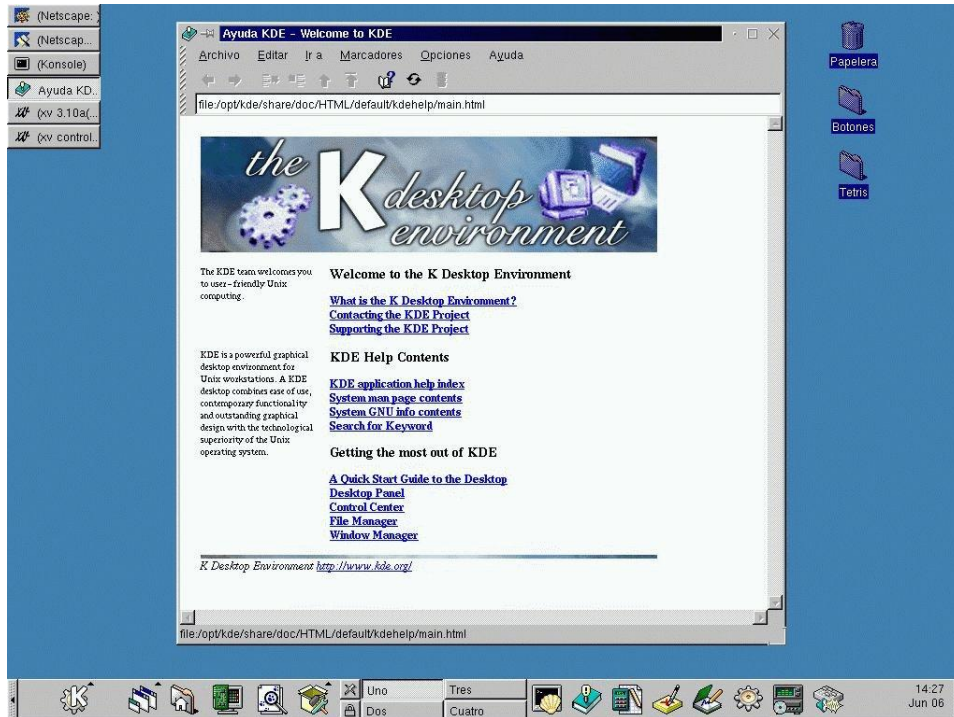 (Netscape: )
(Netscap...
(Konsole)
Ayuda KD..
(xv 3.10a(...
(xv control..
Ayuda KDE - Welcome to KDE
Archivo Editar Ir a Marcadores Opciones Ayuda
file:/opt/kde/share/doc/HTML/default/kdehelp/main.html
the K desktop environment
The KDE team welcomes you
to user-friendly Unix
computing.
Welcome to the K Desktop Environment
What is the K Desktop Environment?
Contacting the KDE Project
Supporting the KDE Project
KDE is a powerful graphical
desktop environment for
Unix workstations. A KDE
desktop combines ease of use,
contemporary functionality
and outstanding graphical
design with the technological
superiority of the Unix
operating system.
KDE Help Contents
KDE application help index
System man page contents
System GNU info contents
Search for Keyword
Getting the most out of KDE
A Quick Start Guide to the Desktop
Desktop Panel
Control Center
File Manager
Window Manager
K Desktop Environment http://www.kde.org/
file:/opt/kde/share/doc/HTML/default/kdehelp/main.html
Papelera
Botones
Tetris
K
Uno
Tres
Dos
Cuatro
14:27
Jun 06